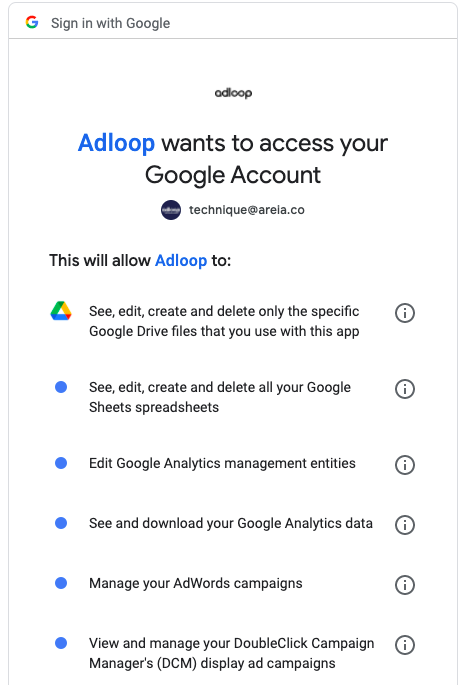 Sign in with Google
adloop
Adloop wants to access your
Google Account
technique@areia.co
This will allow Adloop to:
See, edit, create and delete only the specific
Google Drive files that you use with this app
See, edit, create and delete all your Google
Sheets spreadsheets
Edit Google Analytics management entities
See and download your Google Analytics data
Manage your AdWords campaigns
View and manage your DoubleClick Campaign
Manager's (DCM) display ad campaigns